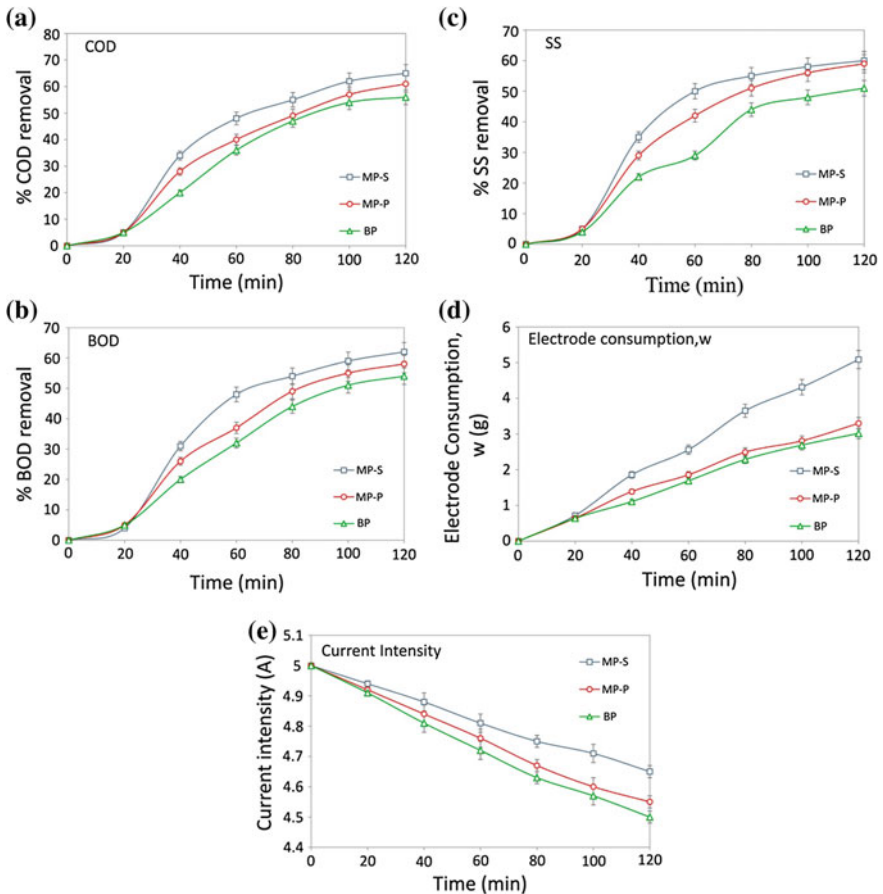 (a)
COD
% COD removal
80
70
60
50
40
30
20
10
0
0 20 40 60 80 100 120
Time (min)
MP-S
MP-P
BP
(b)
BOD
% BOD removal
70
60
50
40
30
20
10
0
0 20 40 60 80 100 120
Time (min)
MP-S
MP-P
BP
(c)
SS
% SS removal
70
60
50
40
30
20
10
0
0 20 40 60 80 100 120
Time (min)
MP-S
MP-P
BP
(d)
Electrode consumption,w
Electrode Consumption,
w (g)
6
5
4
3
2
1
0
0 20 40 60 80 100 120
Time (min)
MP-S
MP-P
BP
(e)
Current Intensity
Current intensity (A)
5.1
5
4.9
4.8
4.7
4.6
4.5
4.4
0 20 40 60 80 100 120
Time (min)
MP-S
MP-P
BP